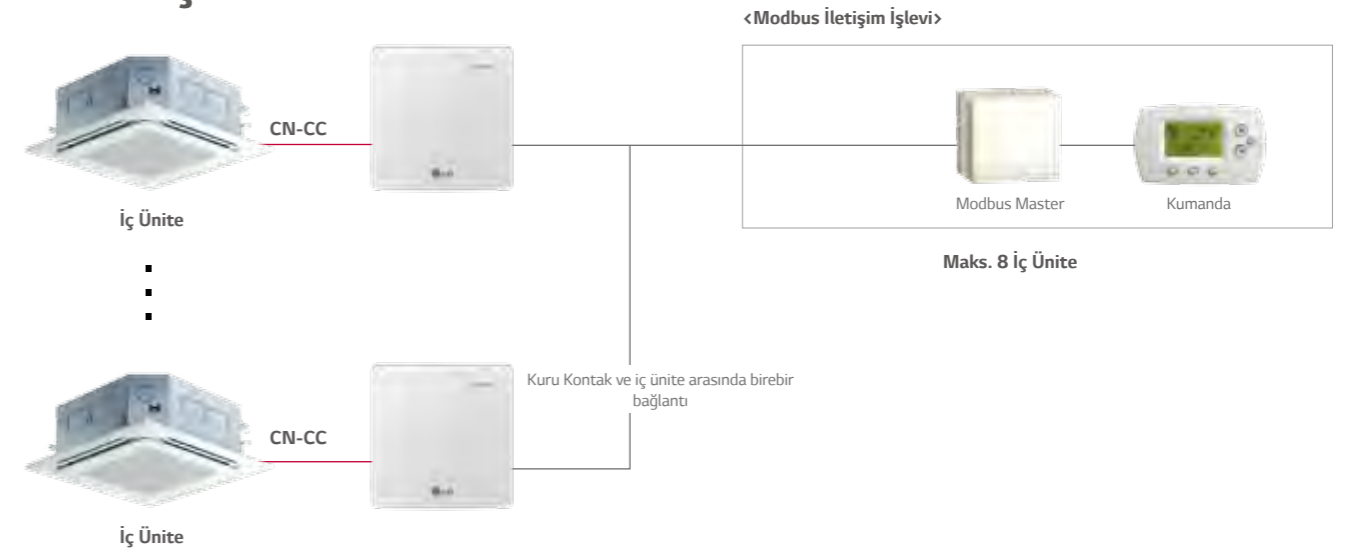 <Modbus İletişim İşlevi>
CN-CC
İç Ünite
Modbus Master
Kumanda
Maks. 8 İç Ünite
Kuru Kontak ve iç ünite arasında birebir
bağlantı
CN-CC
İç Ünite